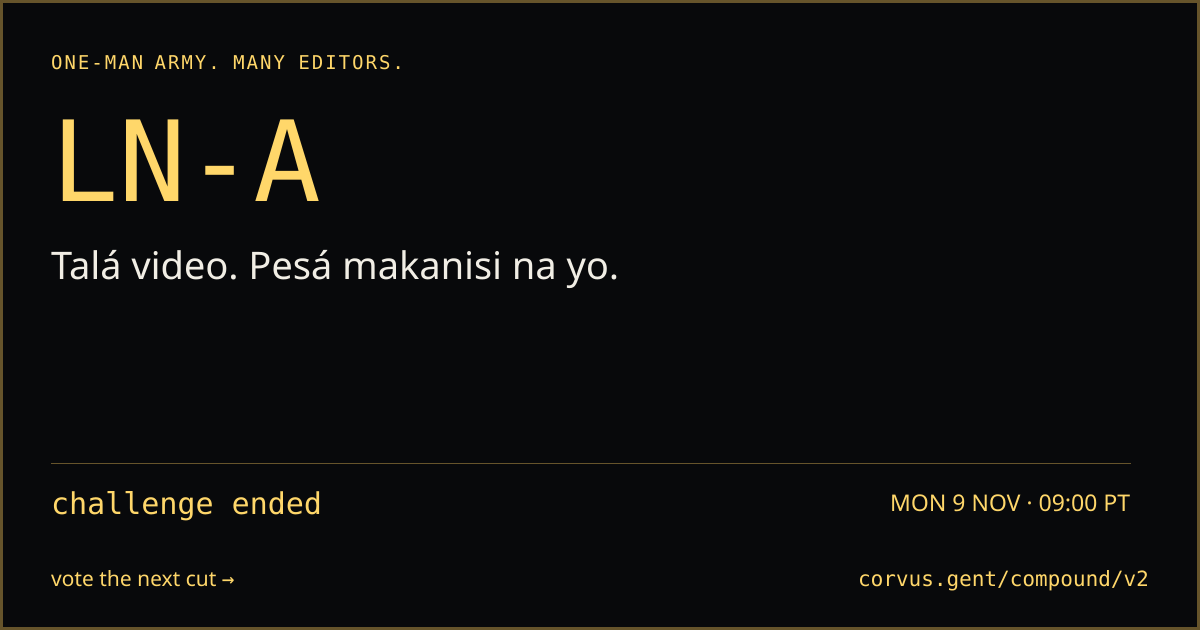 ONE-MAN ARMY. MANY EDITORS.
LN-A
Talá video. Pesá makanisi na yo.
challenge ended
MON 9 NOV · 09:00 PT
vote the next cut →
corvus.gent/compound/v2